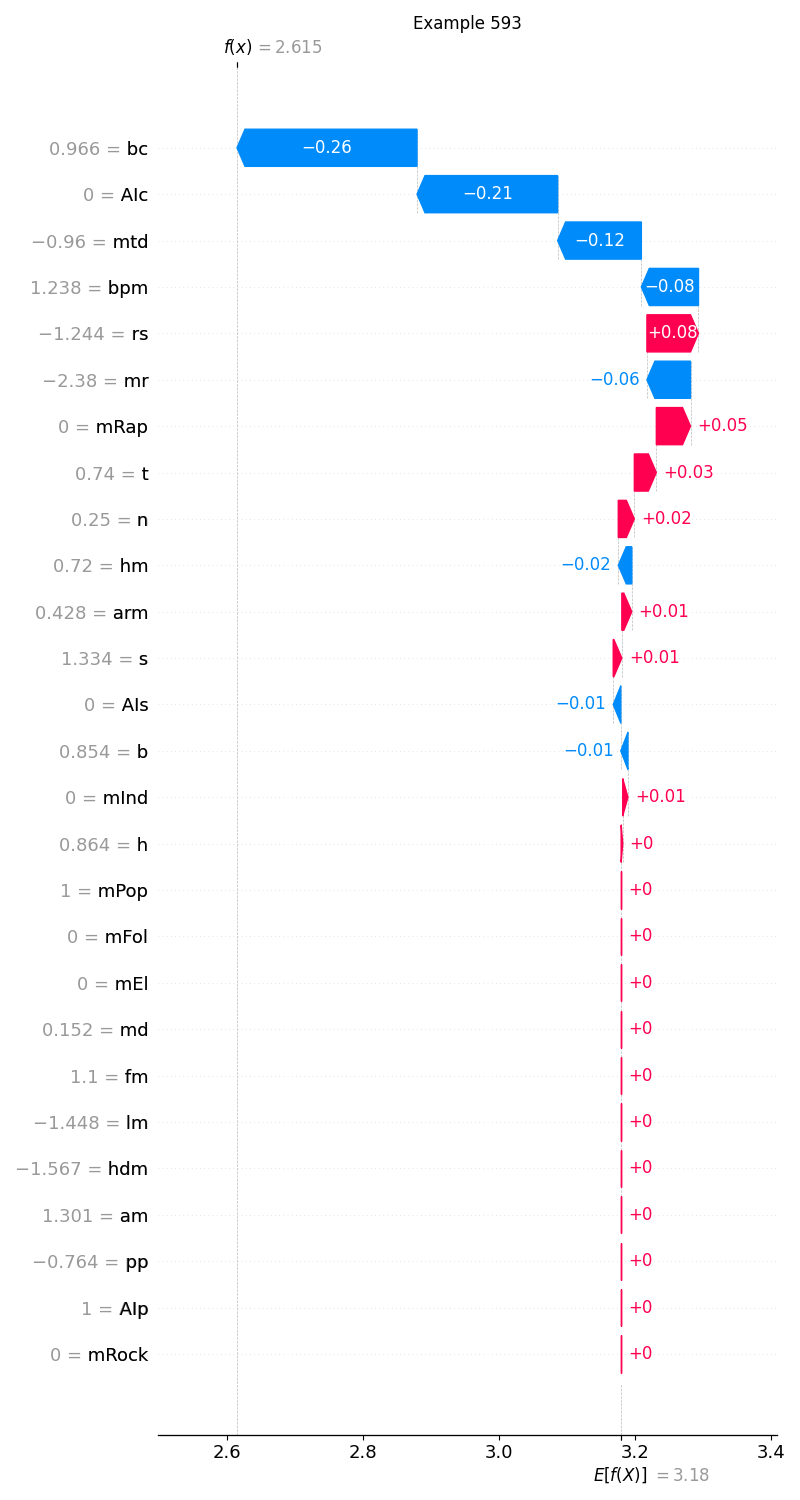 Example 593
f(x) = 2.615
0.966 = bc −0.26
0 = AIc −0.21
−0.96 = mtd −0.12
1.238 = bpm −0.08
−1.244 = rs +0.08
−2.38 = mr −0.06
0 = mRap +0.05
0.74 = t +0.03
0.25 = n +0.02
0.72 = hm −0.02
0.428 = arm +0.01
1.334 = s +0.01
0 = AIs −0.01
0.854 = b −0.01
0 = mInd +0.01
0.864 = h +0
1 = mPop +0
0 = mFol +0
0 = mEl +0
0.152 = md +0
1.1 = fm +0
−1.448 = lm +0
−1.567 = hdm +0
1.301 = am +0
−0.764 = pp +0
1 = AIp +0
0 = mRock +0
2.6 2.8 3.0 3.2 3.4
E[f(X)] = 3.18